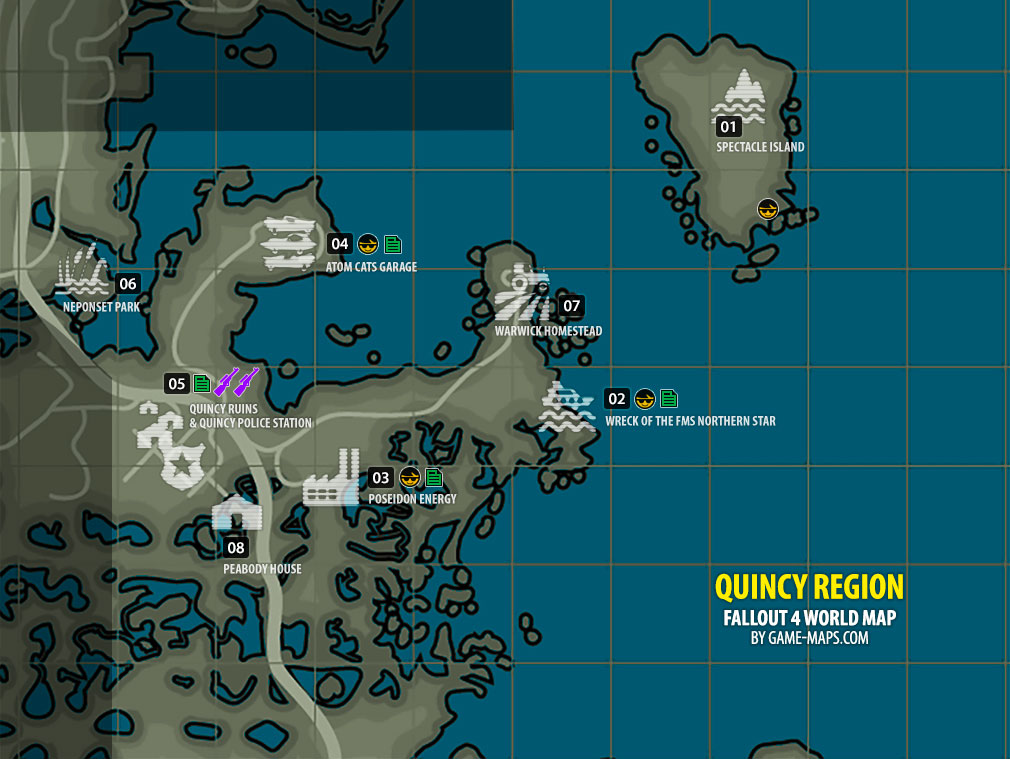 01
SPECTACLE ISLAND
04
ATOM CATS GARAGE
06
NEPONSET PARK
07
WARWICK HOMESTEAD
05
QUINCY RUINS
& QUINCY POLICE STATION
02
WRECK OF THE FMS NORTHERN STAR
03
POSEIDON ENERGY
08
PEABODY HOUSE
QUINCY REGION
FALLOUT 4 WORLD MAP
BY GAME-MAPS.COM